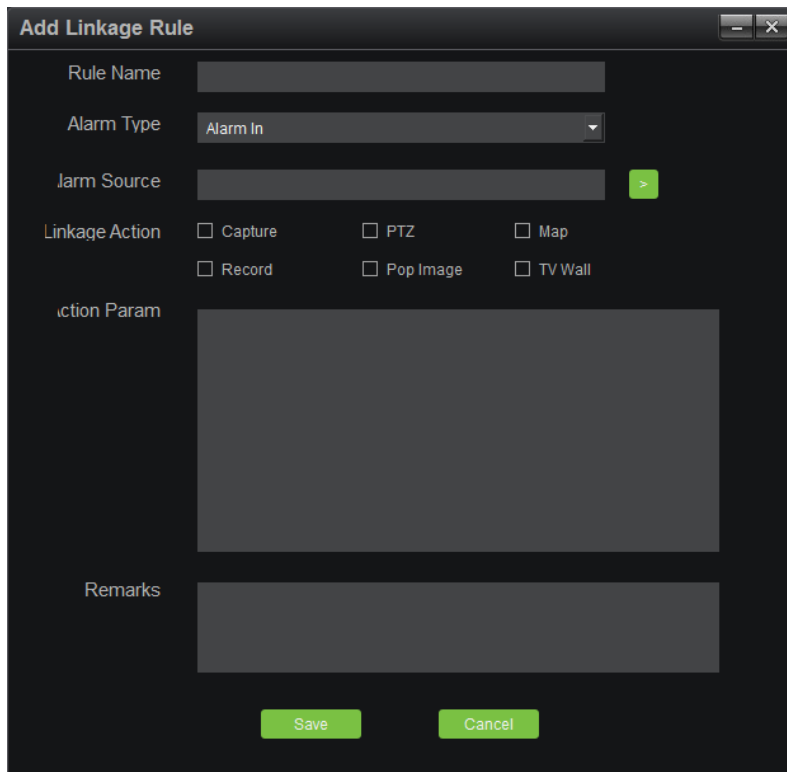 Add Linkage Rule
Rule Name
Alarm Type Alarm In
larm Source >
Linkage Action Capture PTZ Map
Record Pop Image TV Wall
ction Param
Remarks
Save Cancel